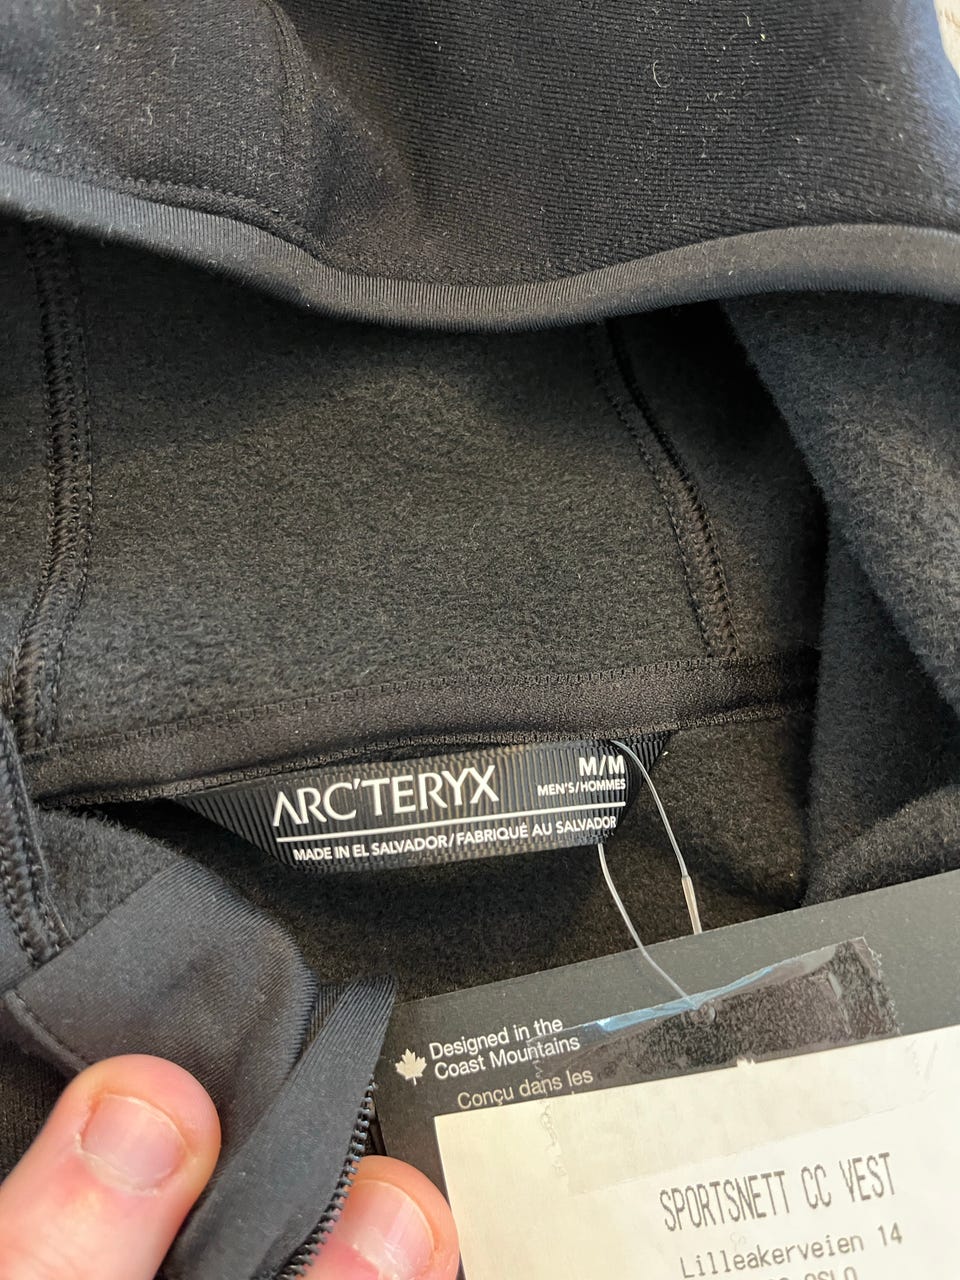 ARC'TERYX
M/M
MEN'S/HOMMES
MADE IN EL SALVADOR/FABRIQUÉ AU SALVADOR
Designed in the
Coast Mountains
Conçu dans les
SPORTSNETT CC VEST
Lilleakerveien 14
OSLO